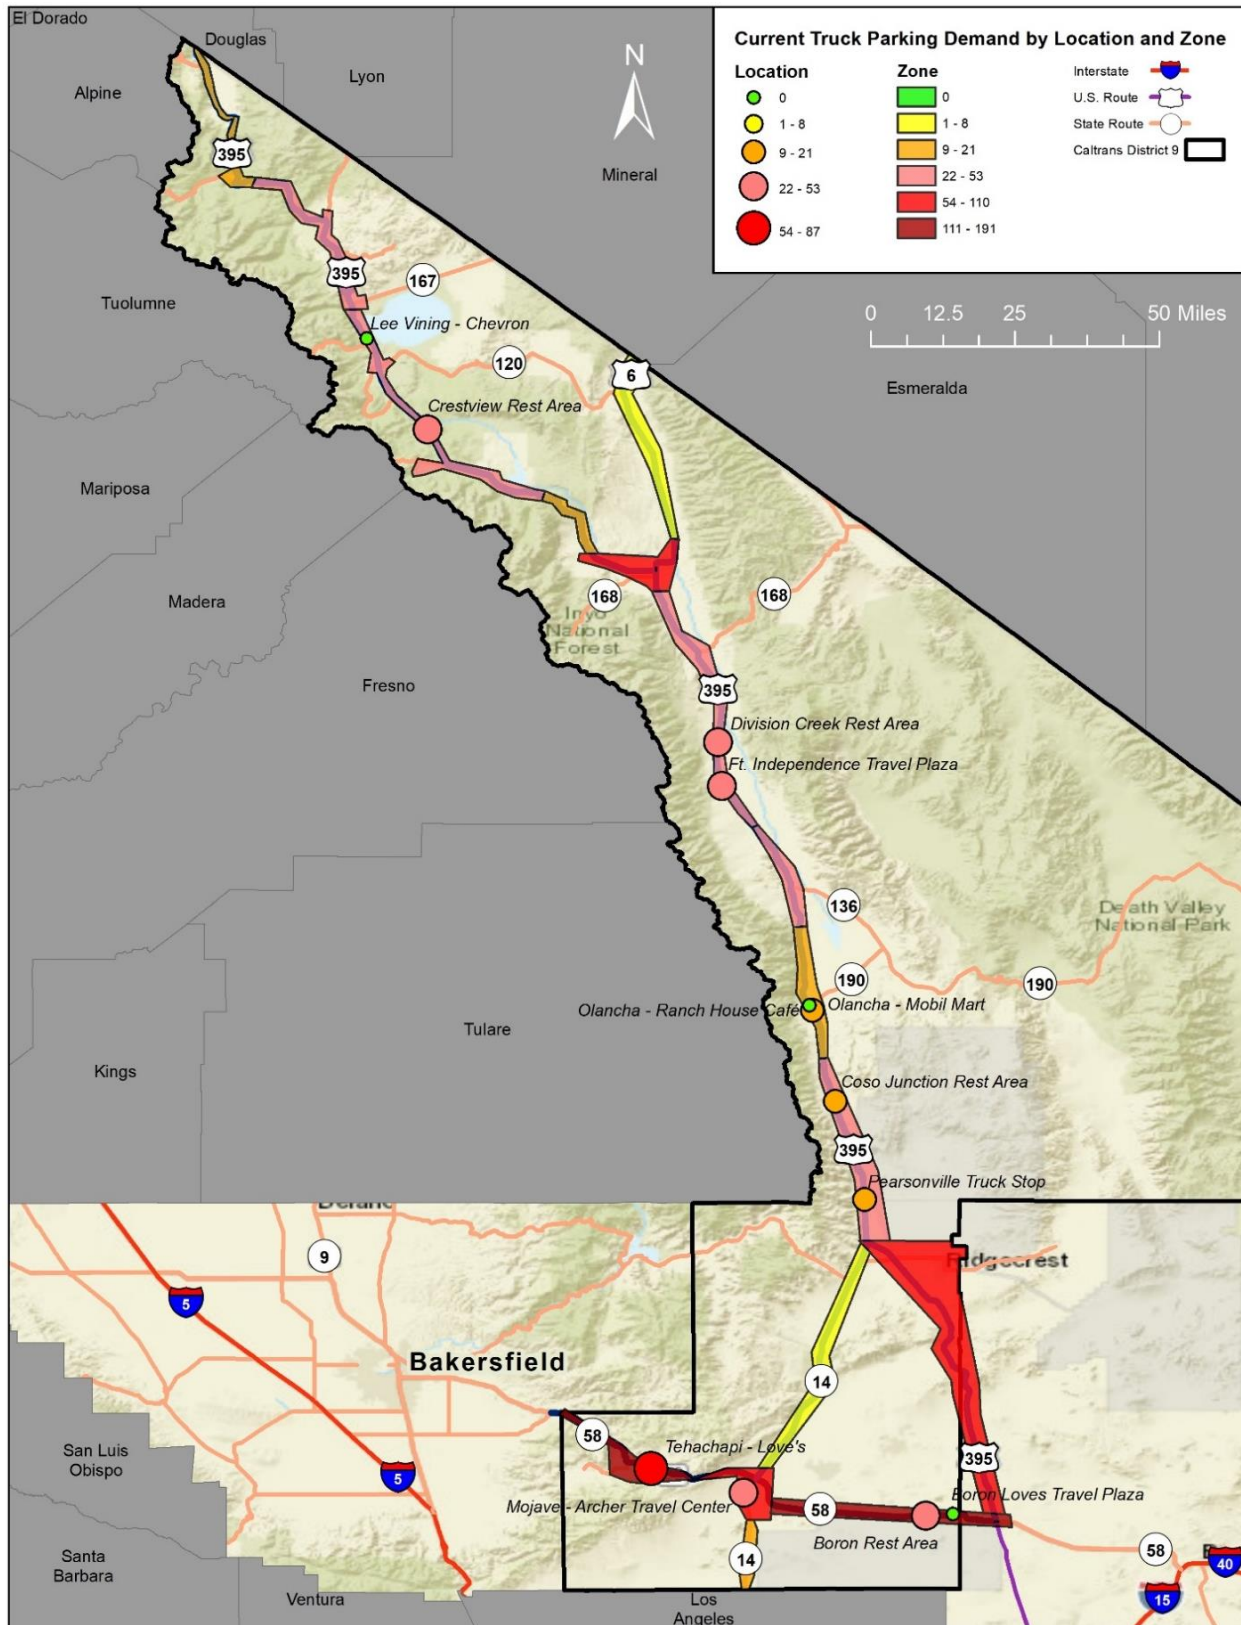 El Dorado
Douglas
Lyon
Alpine
N
Mineral
Current Truck Parking Demand by Location and Zone
Location
0
1 - 8
9 - 21
22 - 53
54 - 87
Zone
0
1 - 8
9 - 21
22 - 53
54 - 110
111 - 191
Interstate
U.S. Route
State Route
Caltrans District 9
395
Tuolumne
395
167
Lee Vining - Chevron
0 12.5 25 50 Miles
120
6
Esmeralda
Crestview Rest Area
Mariposa
Madera
168
168
Inyo
National
Forest
Fresno
395
Division Creek Rest Area
Ft. Independence Travel Plaza
136
Death Valley
National Park
190
190
Olancha - Ranch House Café
Olancha - Mobil Mart
Tulare
Kings
Coso Junction Rest Area
395
Pearsonville Truck Stop
Delano
9
Ridgecrest
5
Bakersfield
14
San Luis
Obispo
5
58
Tehachapi - Love's
395
Mojave - Archer Travel Center
58
Boron Loves Travel Plaza
Boron Rest Area
14
58
40
15
Santa
Barbara
Ventura
Los
Angeles